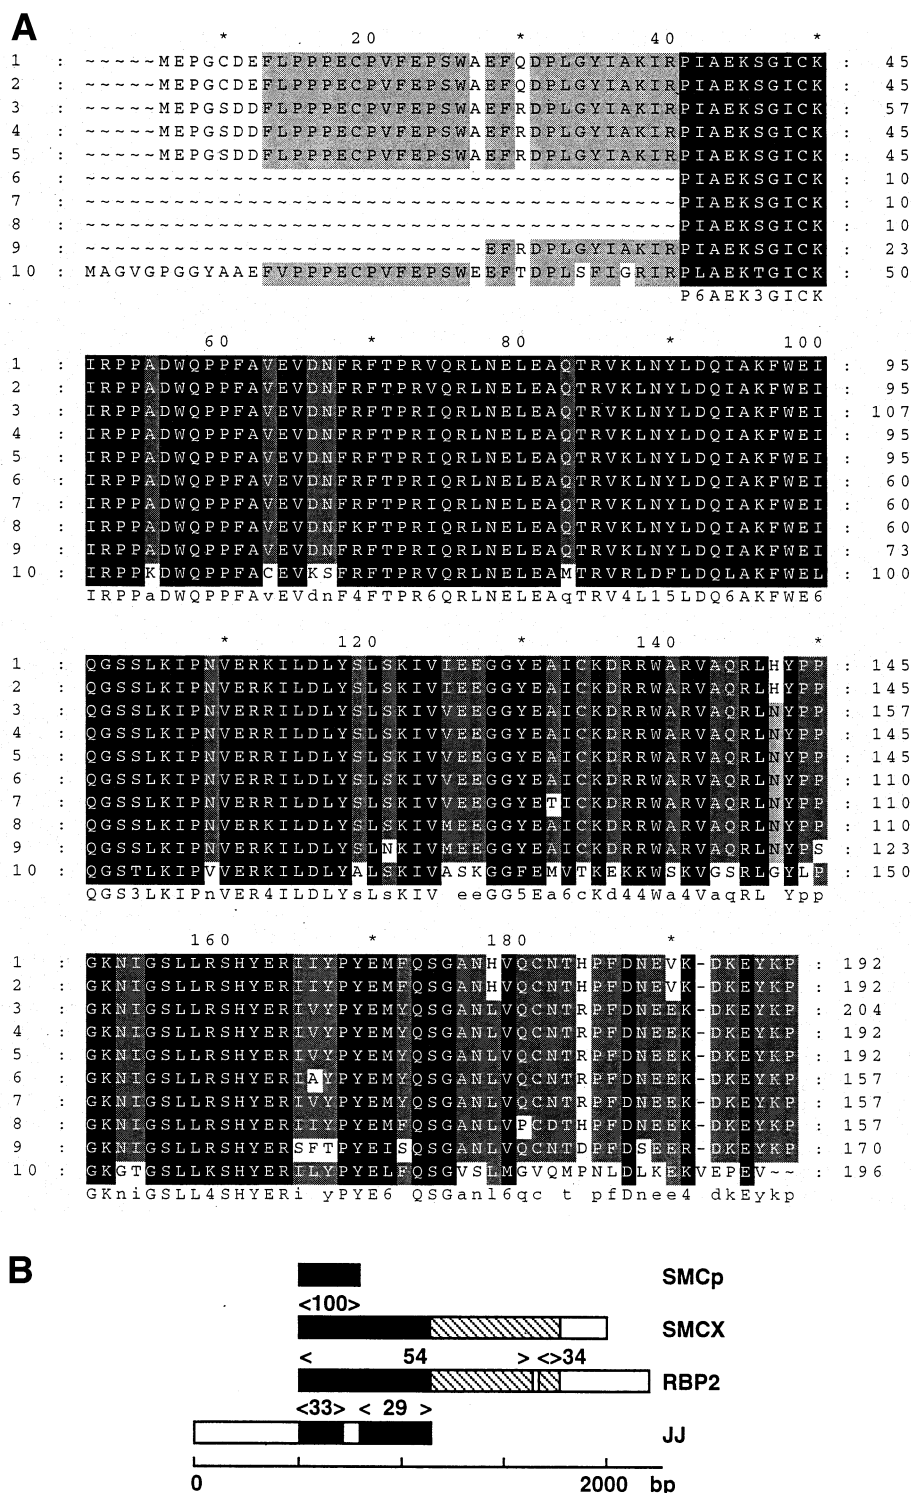 A
* 20 * 40 *
1 : ~~~~~MEPGCDEFLPPPECPVFEPSWAEFQDPLGYIAKIRPIAEKSGICK : 45
2 : ~~~~~MEPGCDEFLPPPECPVFEPSWAEFQDPLGYIAKIRPIAEKSGICK : 45
3 : ~~~~~MEPGSDDFLPPPECPVFEPSWAEFRDPLGYIAKIRPIAEKSGICK : 57
4 : ~~~~~MEPGSDDFLPPPECPVFEPSWAEFRDPLGYIAKIRPIAEKSGICK : 45
5 : ~~~~~MEPGSDDFLPPPECPVFEPSWAEFRDPLGYIAKIRPIAEKSGICK : 45
6 : ~~~~~~~~~~~~~~~~~~~~~~~~~~~~~~~~~~~~~~~~PIAEKSGICK : 10
7 : ~~~~~~~~~~~~~~~~~~~~~~~~~~~~~~~~~~~~~~~~PIAEKSGICK : 10
8 : ~~~~~~~~~~~~~~~~~~~~~~~~~~~~~~~~~~~~~~~~PIAEKSGICK : 10
9 : ~~~~~~~~~~~~~~~~~~~~~~~~~~~EFRDPLGYIAKIRPIAEKSGICK : 23
10 : MAGVGPGGYAAEFVPPPECPVFEPSWEEFTDPLSFIGRIRPLAEKTGICK : 50
P6AEK3GICK
60 * 80 * 100
1 : IRPPADWQPPFAVEVDNFRFTPRVQRLNELEAQTRVKLNYLDQIAKFWEI : 95
2 : IRPPADWQPPFAVEVDNFRFTPRVQRLNELEAQTRVKLNYLDQIAKFWEI : 95
3 : IRPPADWQPPFAVEVDNFRFTPRIQRLNELEAQTRVKLNYLDQIAKFWEI : 107
4 : IRPPADWQPPFAVEVDNFRFTPRIQRLNELEAQTRVKLNYLDQIAKFWEI : 95
5 : IRPPADWQPPFAVEVDNFRFTPRIQRLNELEAQTRVKLNYLDQIAKFWEI : 95
6 : IRPPADWQPPFAVEVDNFRFTPRIQRLNELEAQTRVKLNYLDQIAKFWEI : 60
7 : IRPPADWQPPFAVEVDNFRFTPRIQRLNELEAQTRVKLNYLDQIAKFWEI : 60
8 : IRPPADWQPPFAVEVDNFKFTPRIQRLNELEAQTRVKLNYLDQIAKFWEI : 60
9 : IRPPADWQPPFAVEVDNFRFTPRIQRLNELEAQTRVKLNYLDQIAKFWEI : 73
10 : IRPPKDWQPPFACEVKSFRFTPRVQRLNELEAMTRVRLDFLDQLAKFWEL : 100
IRPPaDWQPPFAvEVdnF4FTPR6QRLNELEAqTRV4L15LDQ6AKFWE6
* 120 * 140 *
1 : QGSSLKIPNVERKILDLYSLSKIVIEEGGYEAICKDRRWARVAQRLHYPP : 145
2 : QGSSLKIPNVERKILDLYSLSKIVIEEGGYEAICKDRRWARVAQRLHYPP : 145
3 : QGSSLKIPNVERRILDLYSLSKIVVEEGGYEAICKDRRWARVAQRLNYPP : 157
4 : QGSSLKIPNVERRILDLYSLSKIVVEEGGYEAICKDRRWARVAQRLNYPP : 145
5 : QGSSLKIPNVERRILDLYSLSKIVVEEGGYEAICKDRRWARVAQRLNYPP : 145
6 : QGSSLKIPNVERRILDLYSLSKIVVEEGGYEAICKDRRWARVAQRLNYPP : 110
7 : QGSSLKIPNVERRILDLYSLSKIVVEEGGYETICKDRRWARVAQRLNYPP : 110
8 : QGSSLKIPNVERKILDLYSLSKIVMEEGGYEAICKDRRWARVAQRLNYPP : 110
9 : QGSSLKIPNVERKILDLYSLNKIVMEEGGYEAICKDRRWARVAQRLNYPS : 123
10 : QGSTLKIPVVERKILDLYALSKIVASKGGFEMVTKEKKWSKVGSRLGYLP : 150
QGS3LKIPnVER4ILDLYsLsKIV eeGG5Ea6cKd44Wa4VaqRL Ypp
160 * 180 *
1 : GKNIGSLLRSHYERIIYPYEMFQSGANHVQCNTHPFDNEVK-DKEYKP : 192
2 : GKNIGSLLRSHYERIIYPYEMFQSGANHVQCNTHPFDNEVK-DKEYKP : 192
3 : GKNIGSLLRSHYERIVYPYEMYQSGANLVQCNTRPFDNEEK-DKEYKP : 204
4 : GKNIGSLLRSHYERIVYPYEMYQSGANLVQCNTRPFDNEEK-DKEYKP : 192
5 : GKNIGSLLRSHYERIVYPYEMYQSGANLVQCNTRPFDNEEK-DKEYKP : 192
6 : GKNIGSLLRSHYERIAYPYEMYQSGANLVQCNTRPFDNEEK-DKEYKP : 157
7 : GKNIGSLLRSHYERIVYPYEMYQSGANLVQCNTRPFDNEEK-DKEYKP : 157
8 : GKNIGSLLRSHYERIIYPYEMFQSGANLVPCDTHPFDNEEK-DKEYKP : 157
9 : GKNIGSLLRSHYERSFTPYEISQSGANLVQCNTDPFDSEER-DKEYKP : 170
10 : GKGTGSLLKSHYERILYPYELFQSGVSLMGVQMPNLDLKEKVEPEV~~ : 196
GKniGSLL4SHYERi yPYE6 QSGanl6qc t pfDnee4 dkEykp
B
SMCp
<100>
SMCX
< 54 > <>34
RBP2
<33> < 29 >
JJ
0 2000 bp